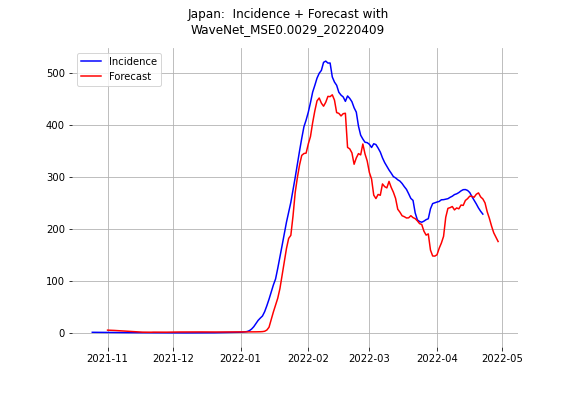 Japan:  Incidence + Forecast with
WaveNet_MSE0.0029_20220409
Incidence
Forecast
500
400
300
200
100
0
2021-11 2021-12 2022-01 2022-02 2022-03 2022-04 2022-05